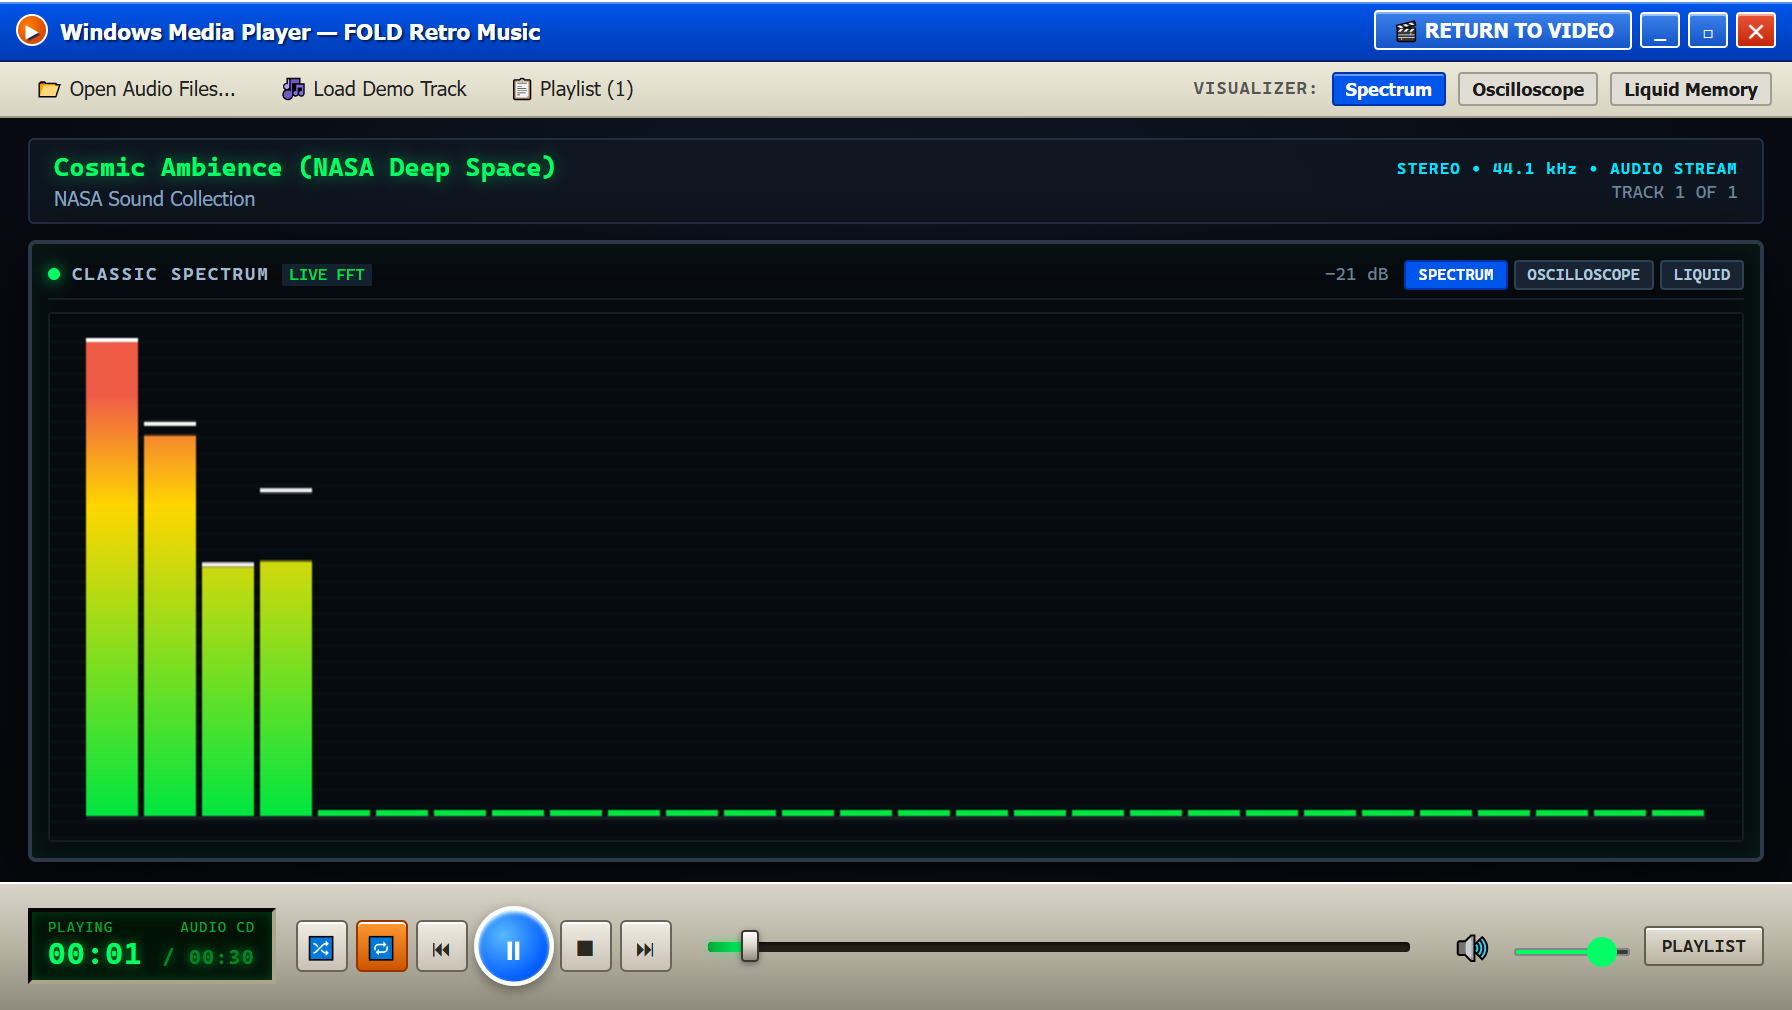 Windows Media Player — FOLD Retro Music
RETURN TO VIDEO
Open Audio Files...
Load Demo Track
Playlist (1)
VISUALIZER:
Spectrum
Oscilloscope
Liquid Memory
Cosmic Ambience (NASA Deep Space)
NASA Sound Collection
STEREO • 44.1 kHz • AUDIO STREAM
TRACK 1 OF 1
CLASSIC SPECTRUM
LIVE FFT
−21 dB
SPECTRUM
OSCILLOSCOPE
LIQUID
PLAYING
AUDIO CD
00:01 / 00:30
PLAYLIST